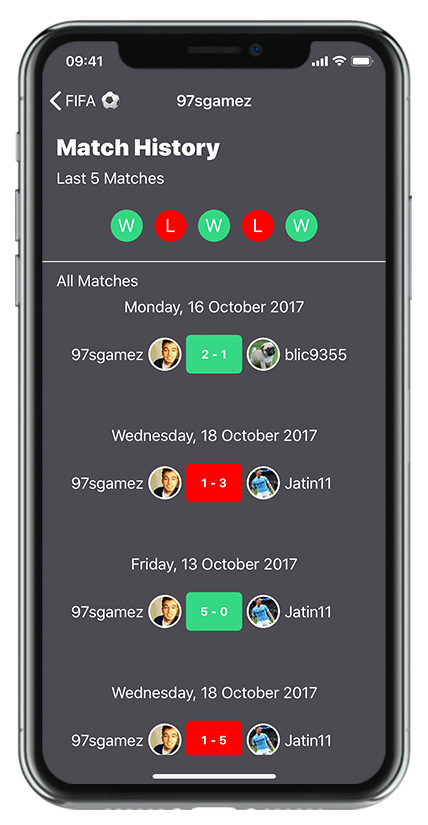 09:41
FIFA ⚽ 97sgamez
Match History
Last 5 Matches
W L W L W
All Matches
Monday, 16 October 2017
97sgamez 2 - 1 blic9355
Wednesday, 18 October 2017
97sgamez 1 - 3 Jatin11
Friday, 13 October 2017
97sgamez 5 - 0 Jatin11
Wednesday, 18 October 2017
97sgamez 1 - 5 Jatin11